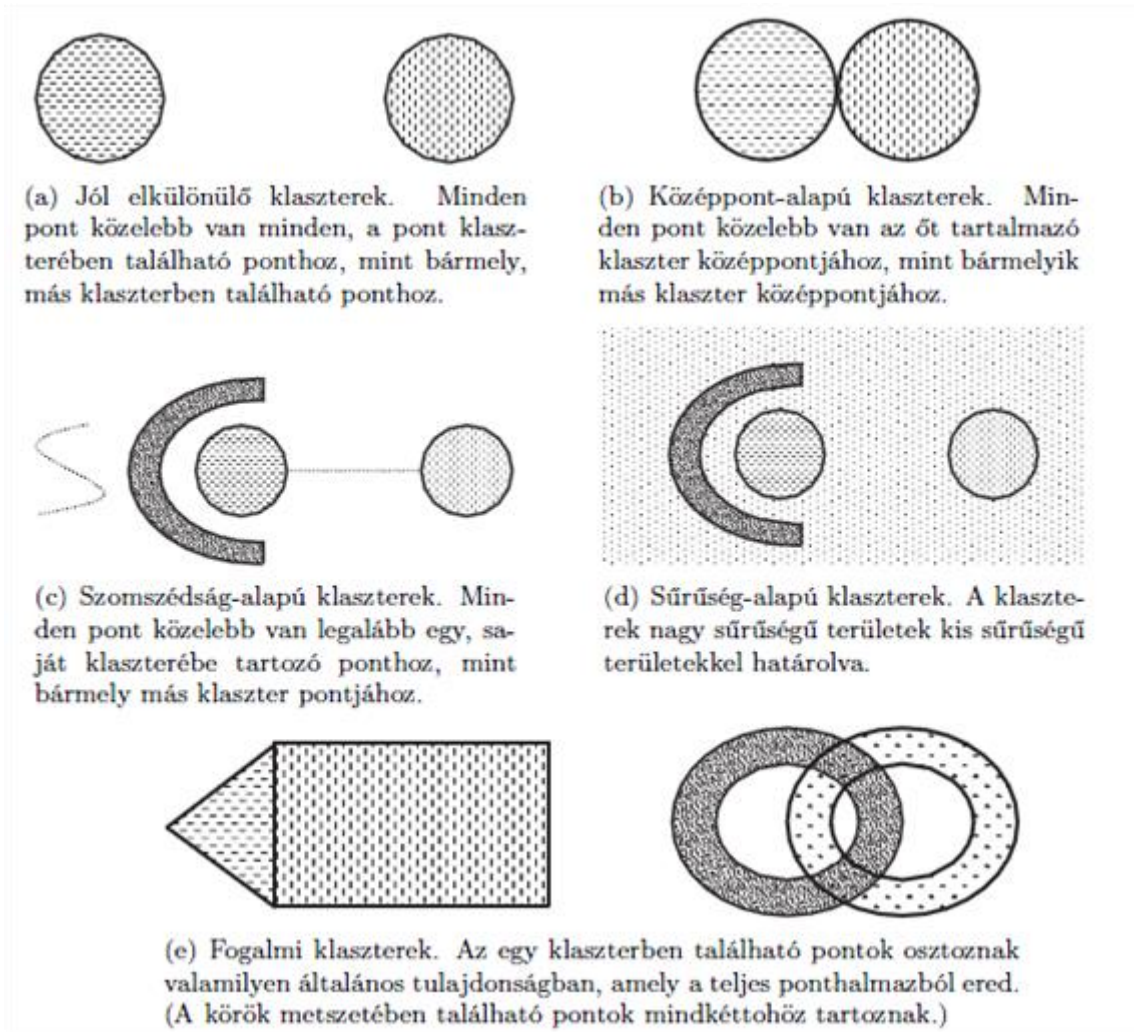 (a) Jól elkülönülő klaszterek. Minden
pont közelebb van minden, a pont klasz-
terében található ponthoz, mint bármely,
más klaszterben található ponthoz.
(b) Középpont-alapú klaszterek. Min-
den pont közelebb van az őt tartalmazó
klaszter középpontjához, mint bármelyik
más klaszter középpontjához.
(c) Szomszédság-alapú klaszterek. Min-
den pont közelebb van legalább egy, sa-
ját klaszterébe tartozó ponthoz, mint
bármely más klaszter pontjához.
(d) Sűrűség-alapú klaszterek. A klaszte-
rek nagy sűrűségű területek kis sűrűségű
területekkel határolva.
(e) Fogalmi klaszterek. Az egy klaszterben található pontok osztoznak
valamilyen általános tulajdonságban, amely a teljes ponthalmazból ered.
(A körök metszetében található pontok mindkéttohöz tartoznak.)